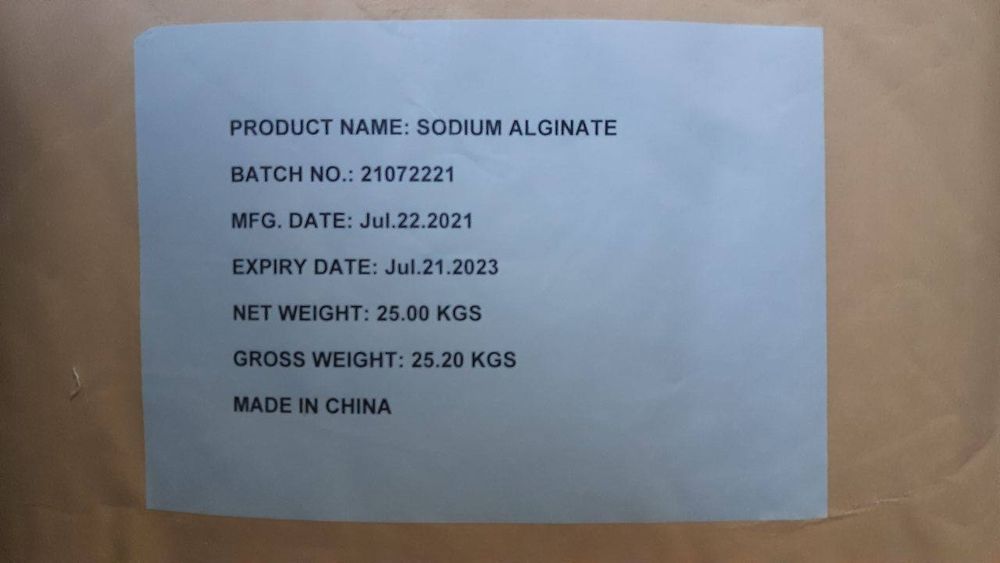 PRODUCT NAME: SODIUM ALGINATE
BATCH NO.: 21072221
MFG. DATE: Jul.22.2021
EXPIRY DATE: Jul.21.2023
NET WEIGHT: 25.00 KGS
GROSS WEIGHT: 25.20 KGS
MADE IN CHINA